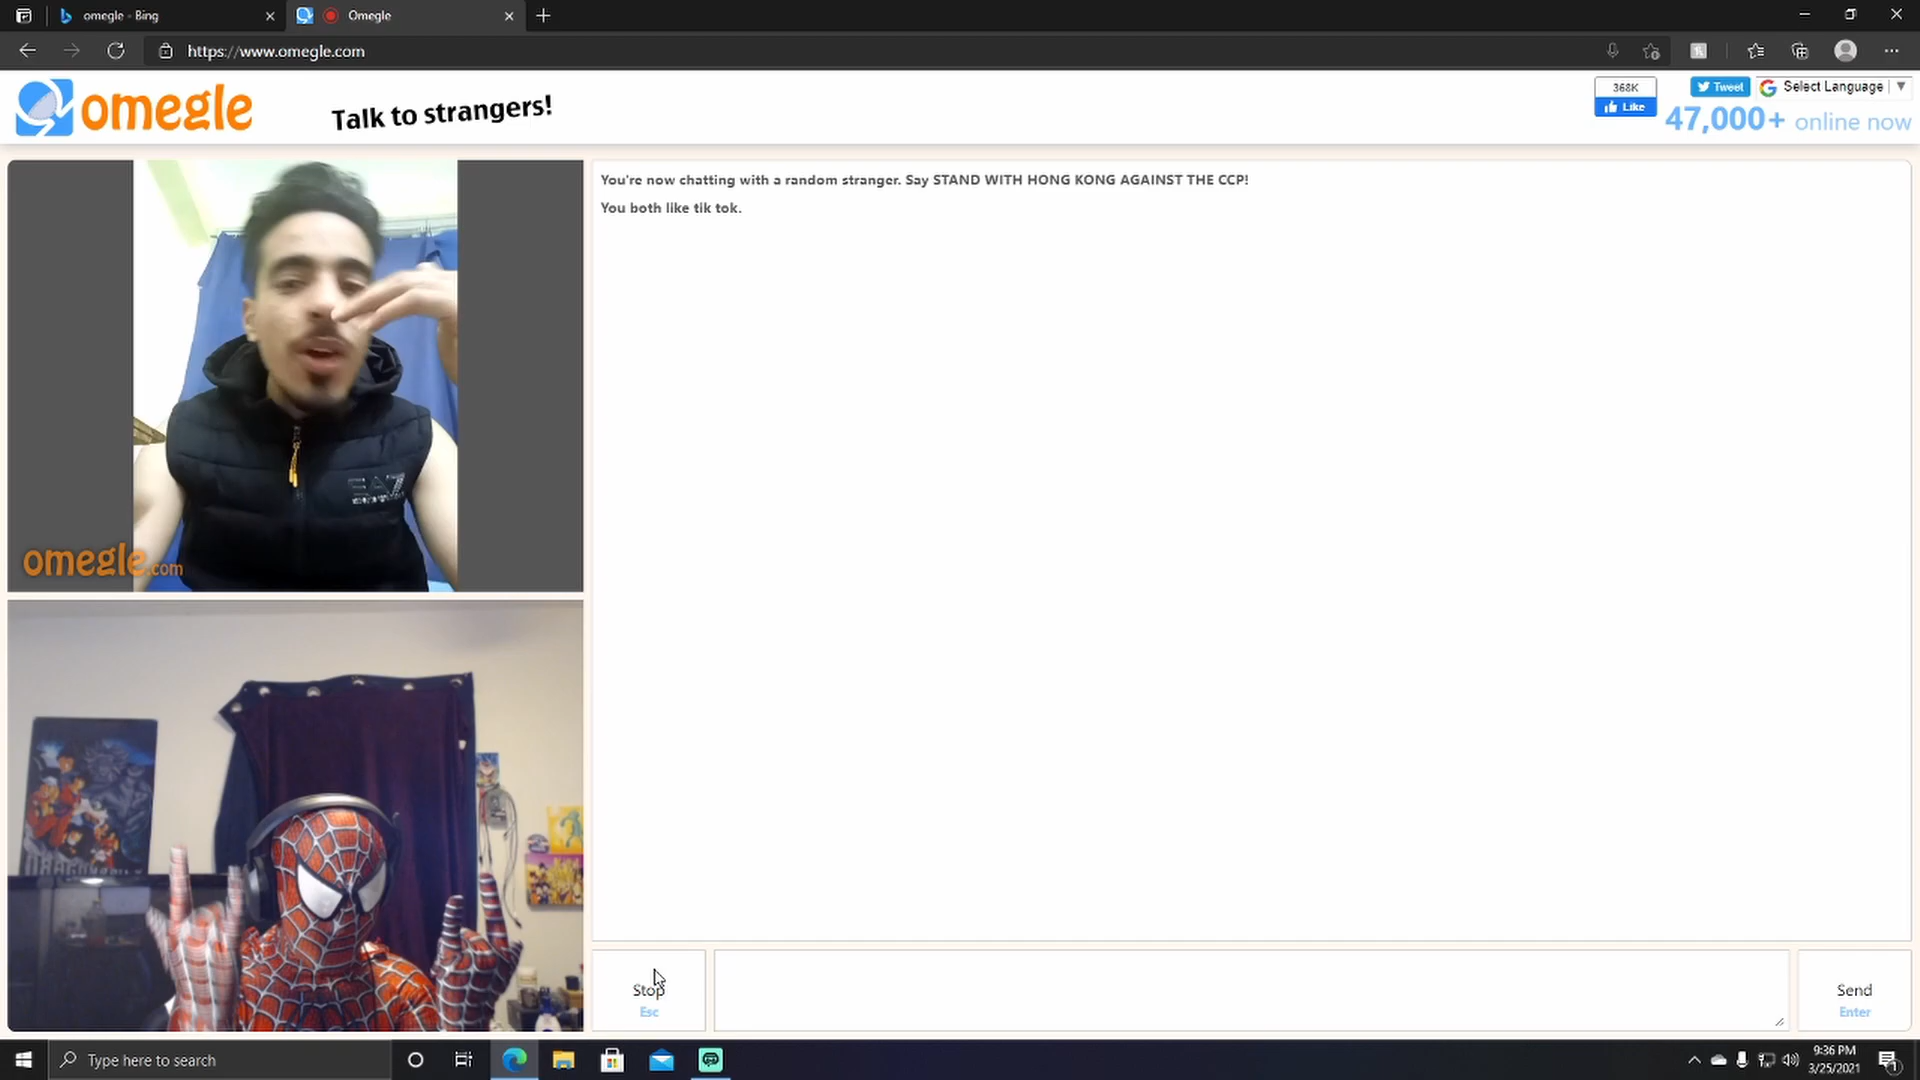 omegle - Bing
Omegle
https://www.omegle.com
omegle
Talk to strangers!
368K
Like
Tweet
Select Language
47,000+ online now
You're now chatting with a random stranger. Say STAND WITH HONG KONG AGAINST THE CCP!
You both like tik tok.
EA7
omegle.com
Stop
Esc
Send
Enter
Type here to search
9:36 PM
3/25/2021